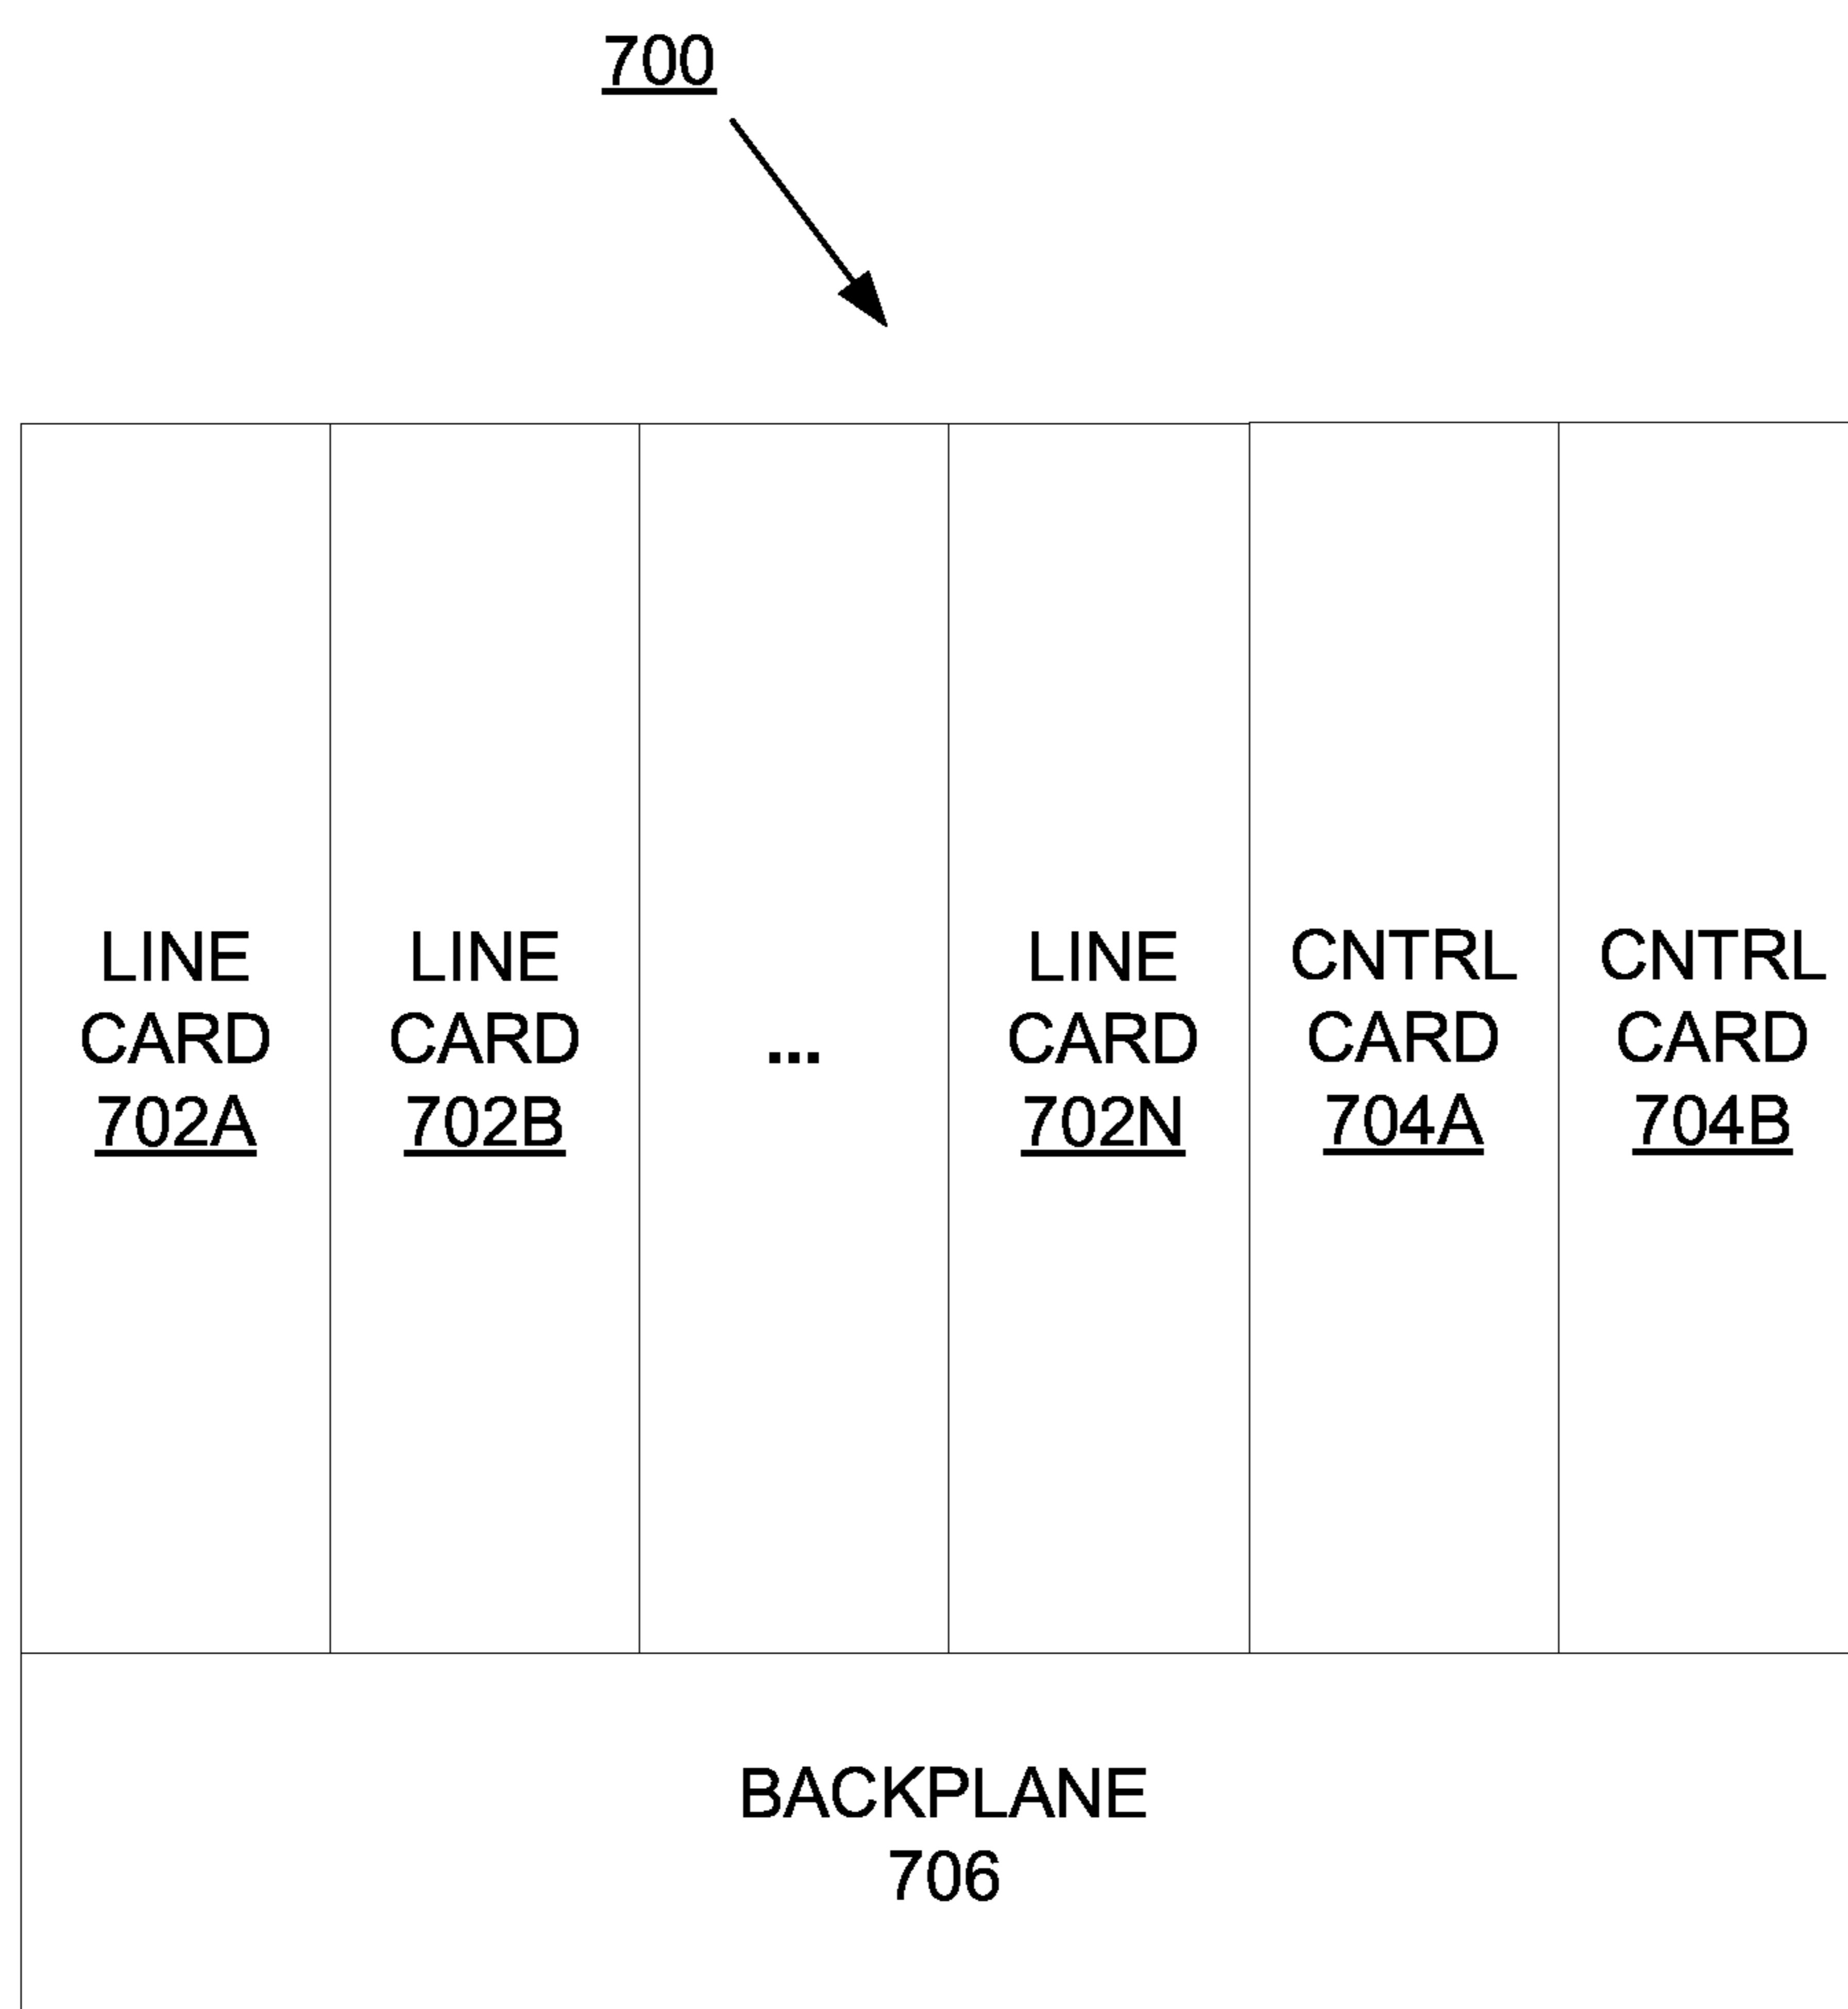 700
LINE
CARD
702A
LINE
CARD
702B
...
LINE
CARD
702N
CNTRL
CARD
704A
CNTRL
CARD
704B
BACKPLANE
706